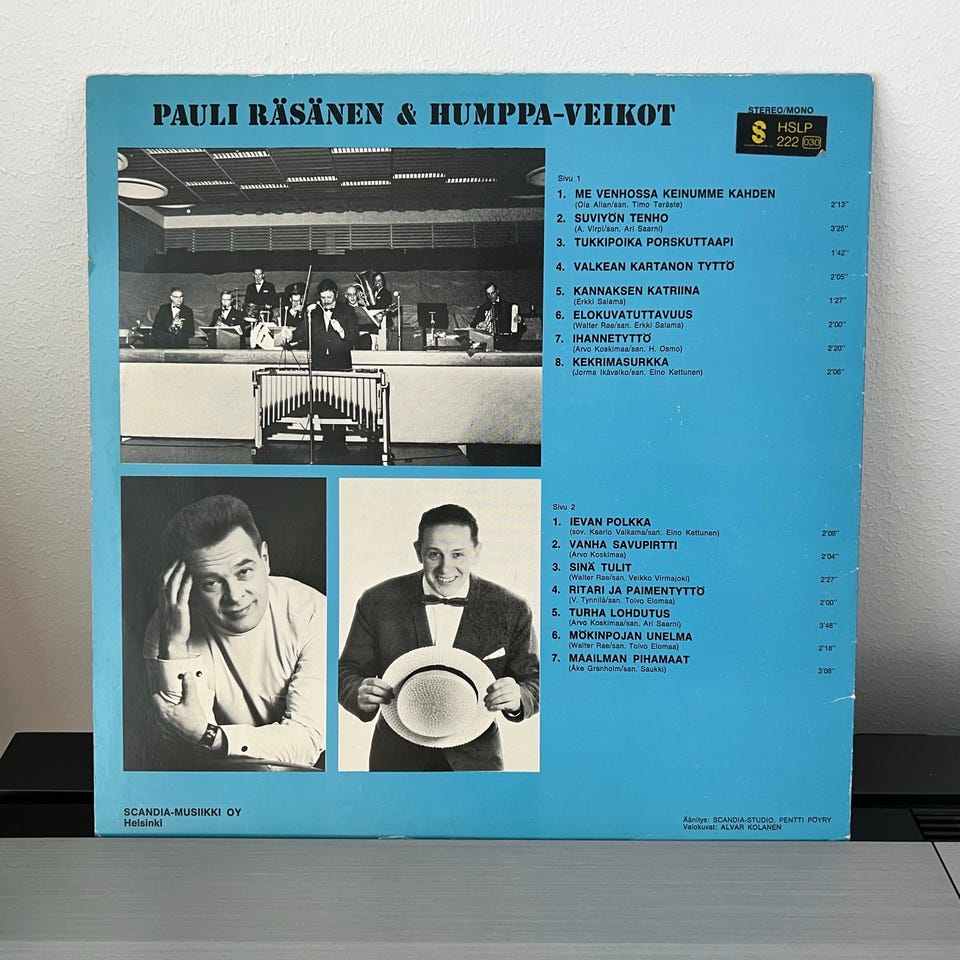 PAULI RÄSÄNEN & HUMPPA-VEIKOT
STEREO/MONO
S HSLP
222 030
Sivu 1
1. ME VENHOSSA KEINUMME KAHDEN
(Ola Allan/san. Timo Teräste) 2'13"
2. SUVIYÖN TENHO
(A. Virpi/san. Ari Saarni) 3'25"
3. TUKKIPOIKA PORSKUTTAAPI
1'42"
4. VALKEAN KARTANON TYTTÖ
2'05"
5. KANNAKSEN KATRIINA
(Erkki Salama) 1'27"
6. ELOKUVATUTTAVUUS
(Walter Rae/san. Erkki Salama) 2'00"
7. IHANNETYTTÖ
(Arvo Koskimaa/san. H. Osmo) 2'20"
8. KEKRIMASURKKA
(Jorma Ikävalko/san. Eino Kettunen) 2'06"
Sivu 2
1. IEVAN POLKKA
(sov. Kaarlo Valkama/san. Eino Kettunen) 2'09"
2. VANHA SAVUPIRTTI
(Arvo Koskimaa) 2'04"
3. SINÄ TULIT
(Walter Rae/san. Veikko Virmajoki) 2'27"
4. RITARI JA PAIMENTYTTÖ
(V. Tynnilä/san. Toivo Elomaa) 2'00"
5. TURHA LOHDUTUS
(Arvo Koskimaa/san. Ari Saarni) 3'48"
6. MÖKINPOJAN UNELMA
(Walter Rae/san. Toivo Elomaa) 2'18"
7. MAAILMAN PIHAMAAT
(Åke Granholm/san. Saukki) 3'08"
SCANDIA-MUSIIKKI OY
Helsinki
Äänitys: SCANDIA-STUDIO, PENTTI PÖYRY
Valokuvat: ALVAR KOLANEN